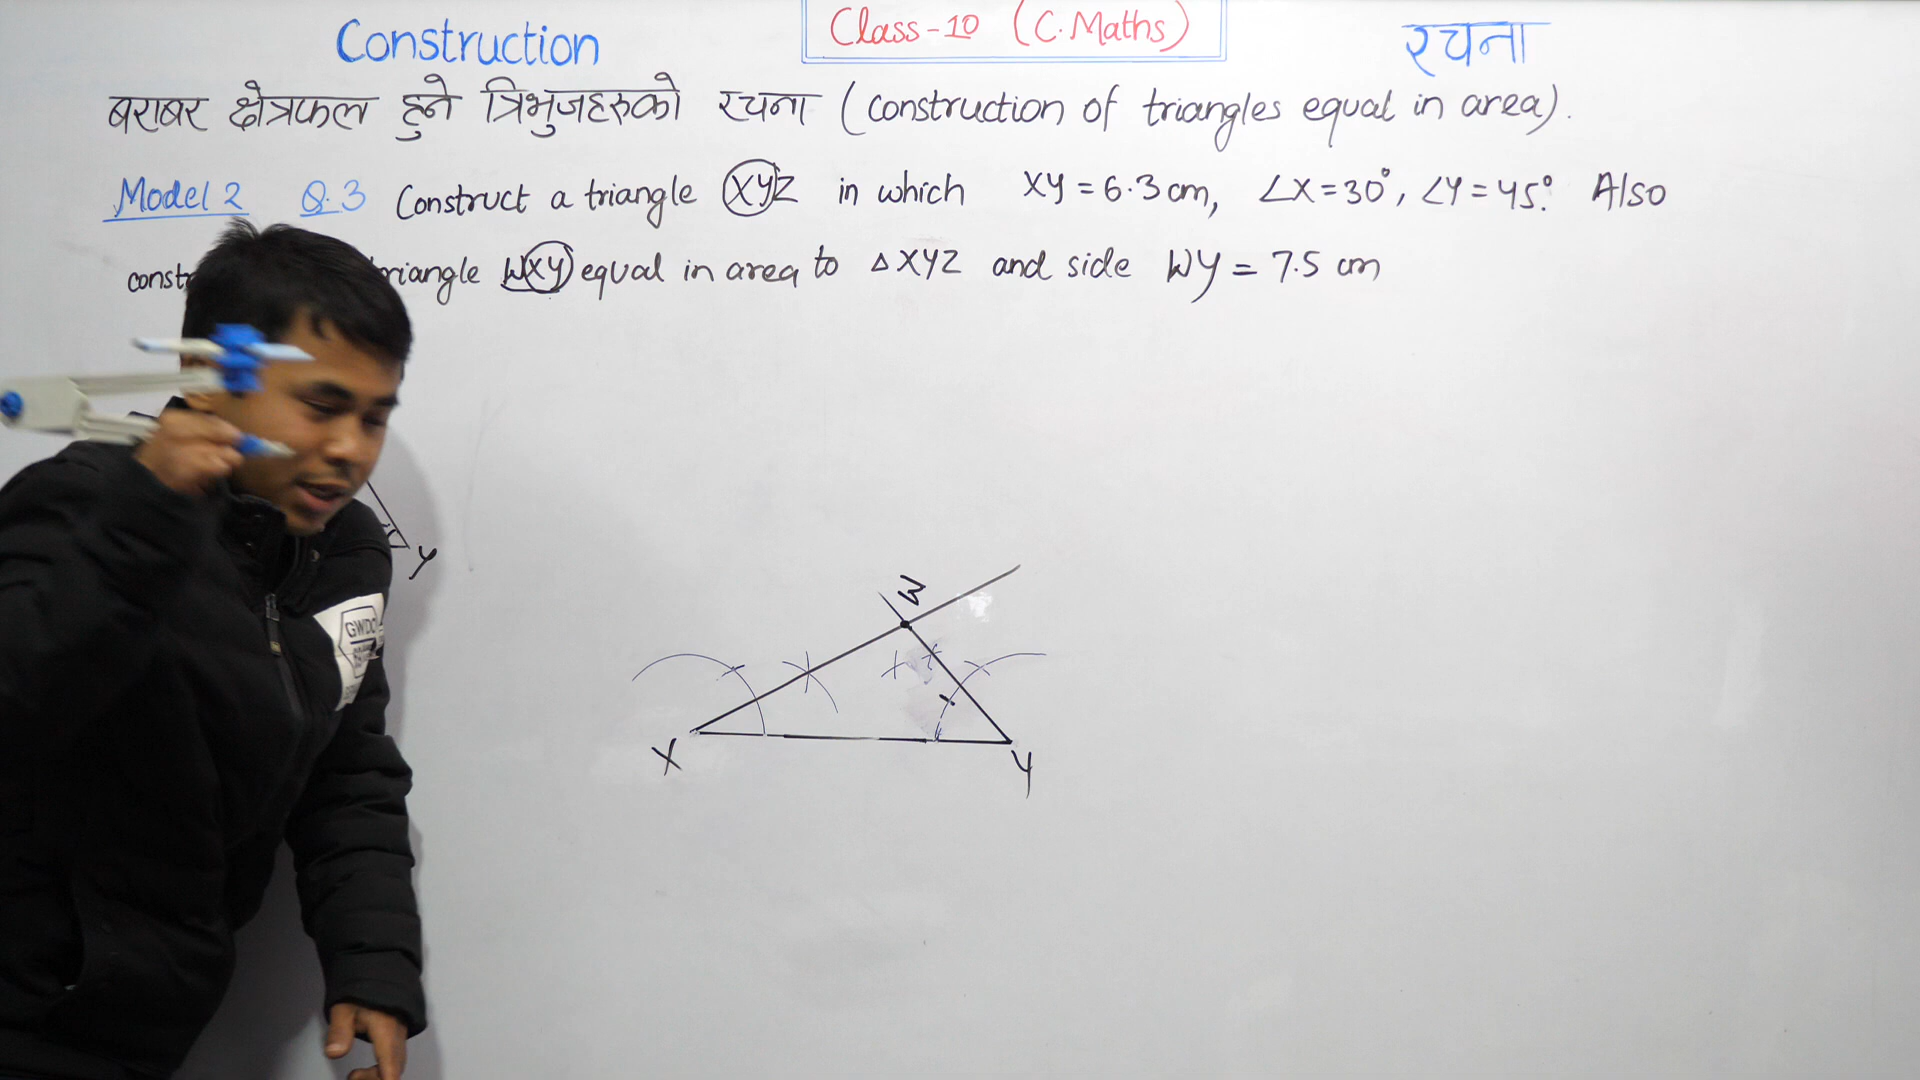 Construction Class-10 (C.Maths) रचना
बराबर क्षेत्रफल हुने त्रिभुजहरुको रचना (construction of triangles equal in area).
Model 2 Q.3 Construct a triangle XYZ in which XY = 6.3 cm, ∠X = 30°, ∠Y = 45°. Also
const triangle WXY equal in area to △XYZ and side WY = 7.5 cm
Y
Z
X
Y
GWDO